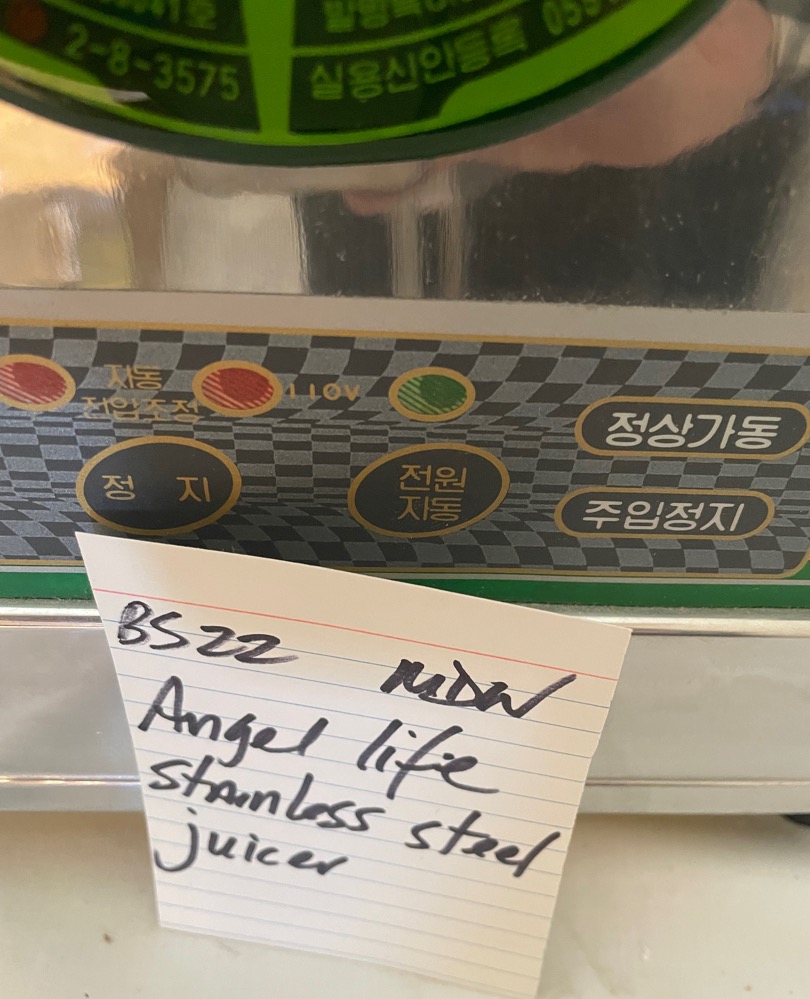 2-8-3575
실용신안등록
자동
전압조정
110V
정상가동
정 지
전원
자동
주입정지
BS22 MDW
Angel life
stainless steel
juicer